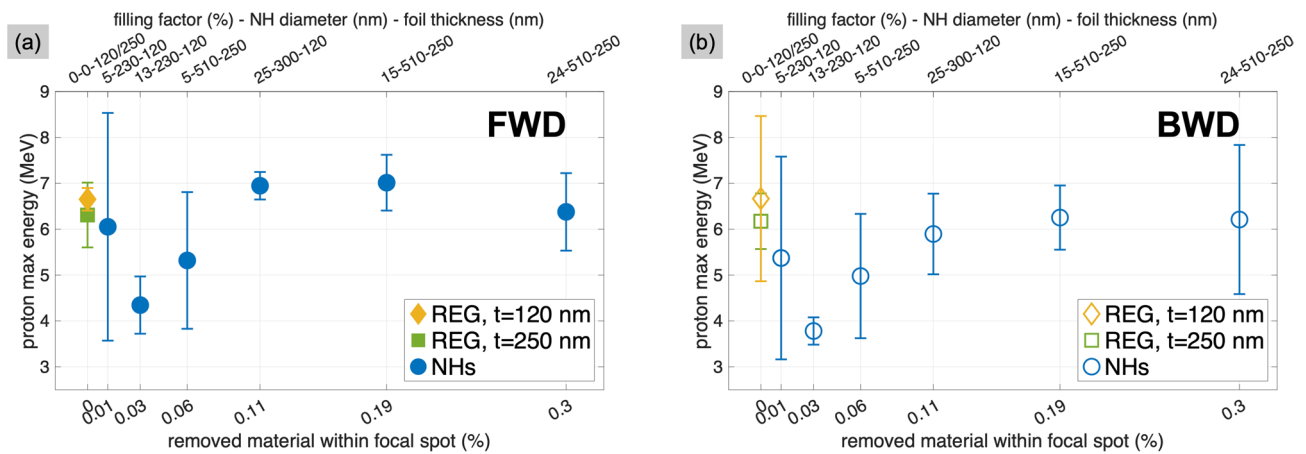 filling factor (%) - NH diameter (nm) - foil thickness (nm)
(a)
0-0-120/250
5-230-120
13-230-120
5-510-250
25-300-120
15-510-250
24-510-250
FWD
proton max energy (MeV)
9
8
7
6
5
4
3
REG, t=120 nm
REG, t=250 nm
NHs
0
0.01
0.03
0.06
0.11
0.19
0.3
removed material within focal spot (%)
filling factor (%) - NH diameter (nm) - foil thickness (nm)
(b)
0-0-120/250
5-230-120
13-230-120
5-510-250
25-300-120
15-510-250
24-510-250
BWD
proton max energy (MeV)
9
8
7
6
5
4
3
REG, t=120 nm
REG, t=250 nm
NHs
0
0.01
0.03
0.06
0.11
0.19
0.3
removed material within focal spot (%)